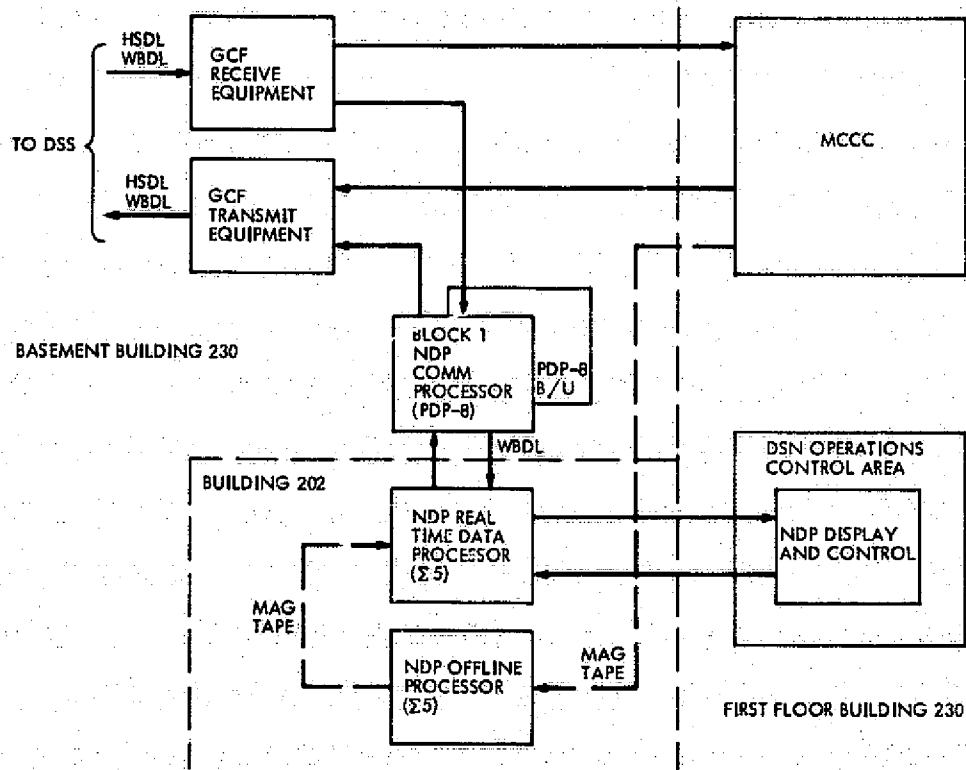 HSDL
WBDL
GCF
RECEIVE
EQUIPMENT
MCCC
TO DSS
HSDL
WBDL
GCF
TRANSMIT
EQUIPMENT
BASEMENT BUILDING 230
BLOCK 1
NDP
COMM
PROCESSOR
(PDP-8)
PDP-8
B/U
WBDL
BUILDING 202
DSN OPERATIONS
CONTROL AREA
NDP REAL
TIME DATA
PROCESSOR
(Σ5)
NDP DISPLAY
AND CONTROL
MAG
TAPE
NDP OFFLINE
PROCESSOR
(Σ5)
MAG
TAPE
FIRST FLOOR BUILDING 230